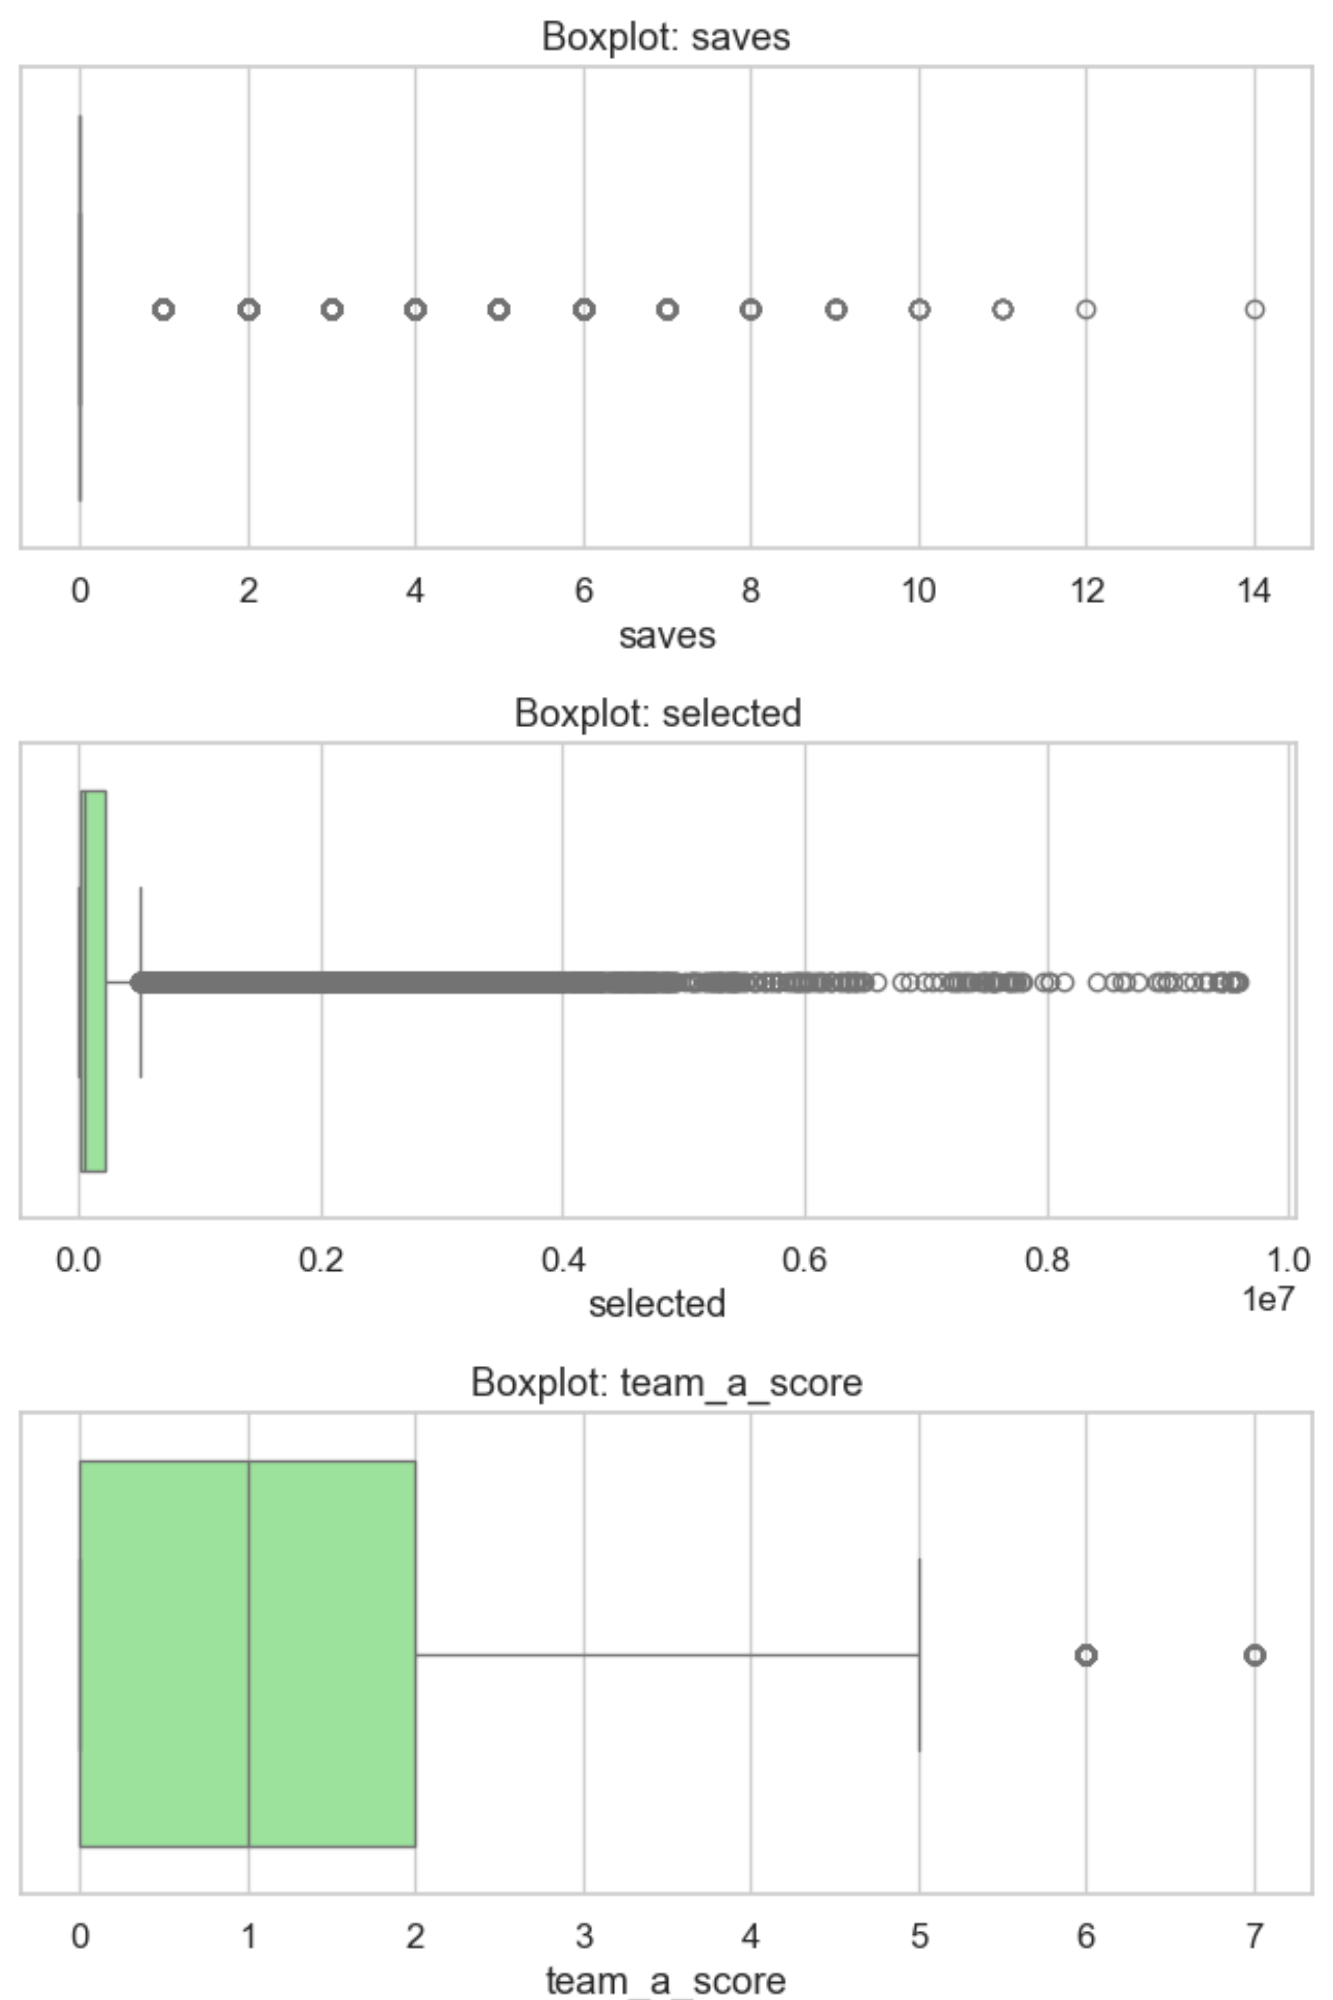 Boxplot: saves
0 2 4 6 8 10 12 14
saves
Boxplot: selected
0.0 0.2 0.4 0.6 0.8 1.0
1e7
selected
Boxplot: team_a_score
0 1 2 3 4 5 6 7
team_a_score